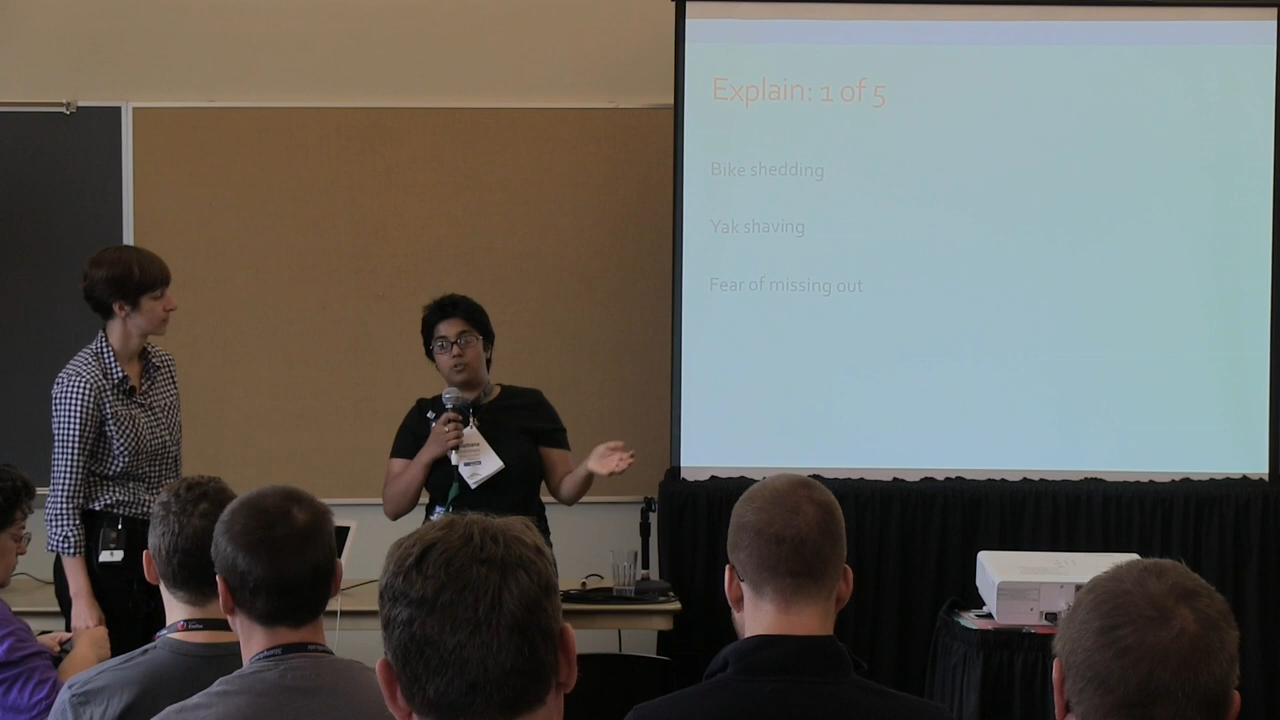 Explain: 1 of 5
Bike shedding
Yak shaving
Fear of missing out